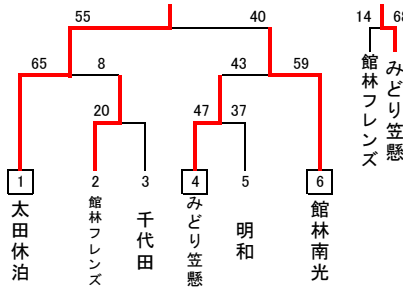 55 40 14 68
65 8 43 59
20 47 37
1 2 3 4 5 6
太田休泊
館林フレンズ
千代田
みどり笠懸
明和
館林南光
館林フレンズ
みどり笠懸